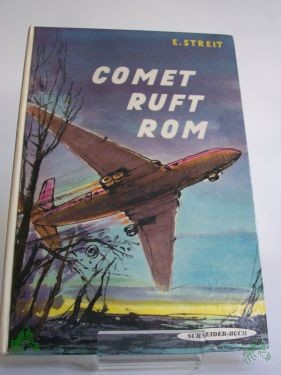 E. STREIT
COMET
RUFT
ROM
SCHNEIDER-BUCH